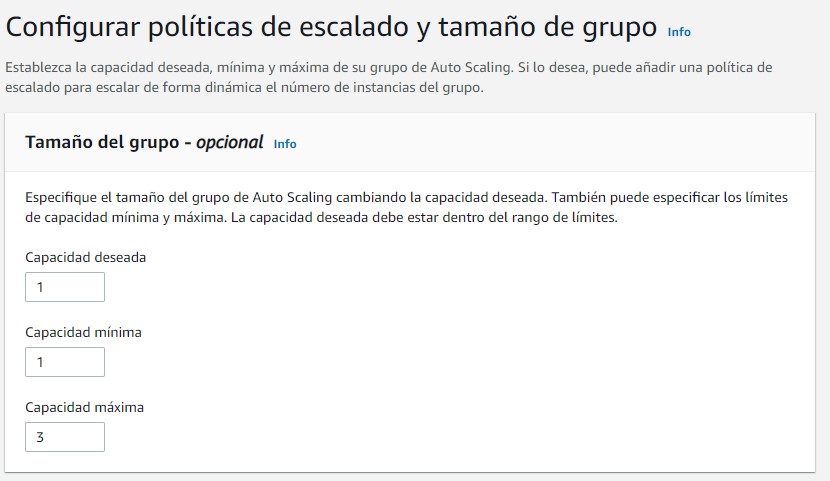 Configurar políticas de escalado y tamaño de grupo Info
Establezca la capacidad deseada, mínima y máxima de su grupo de Auto Scaling. Si lo desea, puede añadir una política de
escalado para escalar de forma dinámica el número de instancias del grupo.
Tamaño del grupo - opcional Info
Especifique el tamaño del grupo de Auto Scaling cambiando la capacidad deseada. También puede especificar los límites
de capacidad mínima y máxima. La capacidad deseada debe estar dentro del rango de límites.
Capacidad deseada
1
Capacidad mínima
1
Capacidad máxima
3